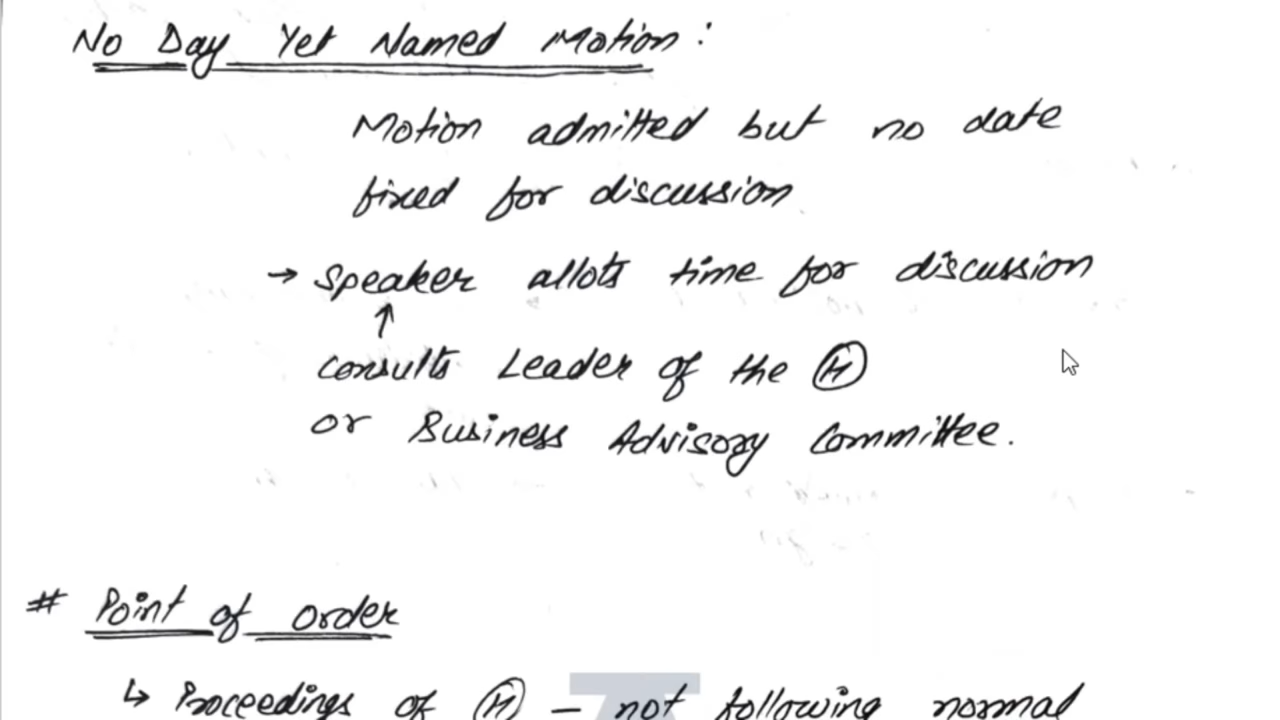 No Day Yet Named Motion:
Motion admitted but no date
fixed for discussion
→ Speaker allots time for discussion
↑
consults Leader of the Ⓗ
or Business Advisory Committee.
# Point of order
↳ Proceedings of Ⓗ - not following normal